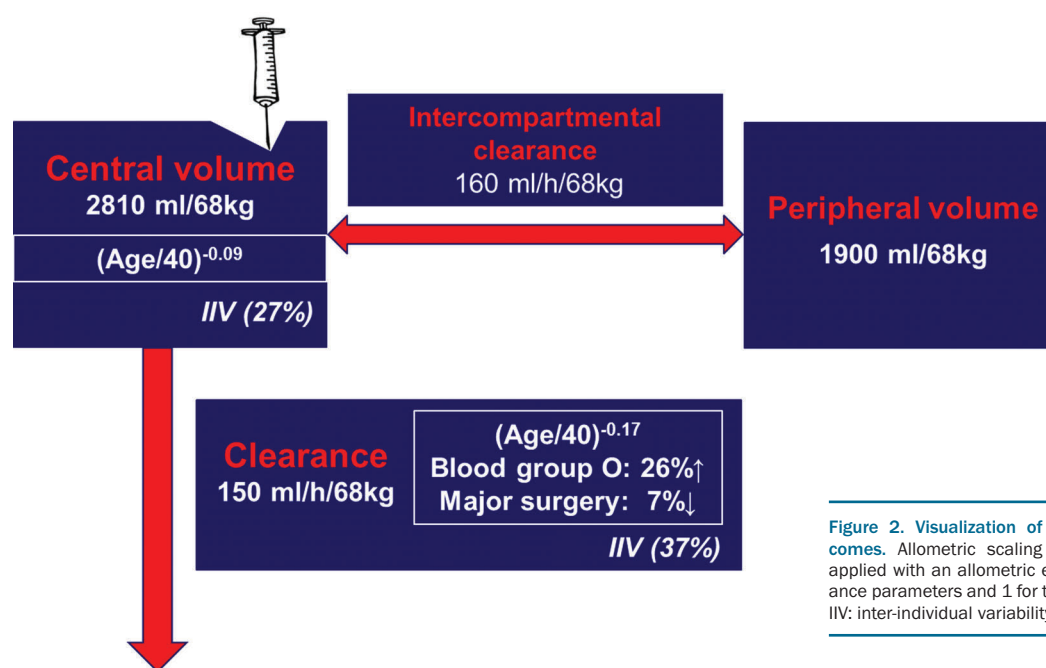 Central volume
2810 ml/68kg
(Age/40)-0.09
IIV (27%)
Intercompartmental
clearance
160 ml/h/68kg
Peripheral volume
1900 ml/68kg
Clearance
150 ml/h/68kg
(Age/40)-0.17
Blood group O: 26%↑
Major surgery: 7%↓
IIV (37%)
Figure 2. Visualization of
comes. Allometric scaling
applied with an allometric
ance parameters and 1 for
IIV: inter-individual variability